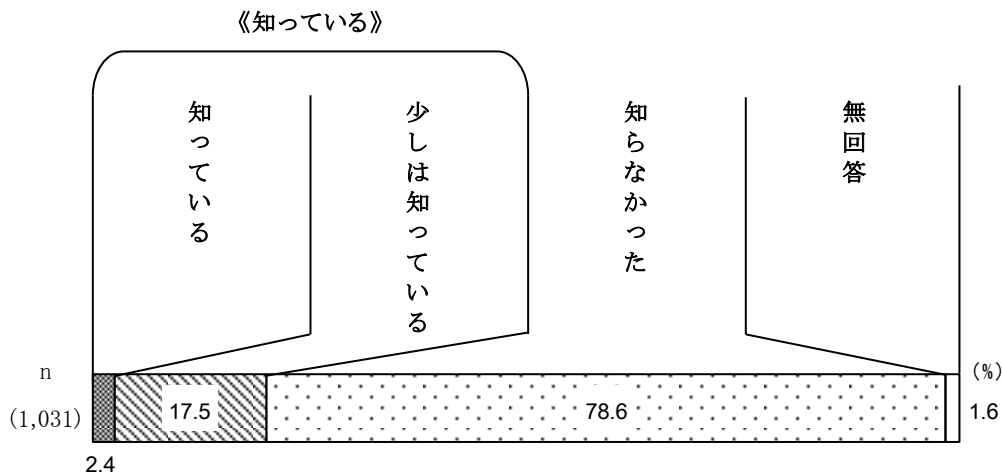 《知っている》
知っている
少しは知っている
知らなかった
無回答
n
(%)
(1,031)
17.5
78.6
1.6
2.4